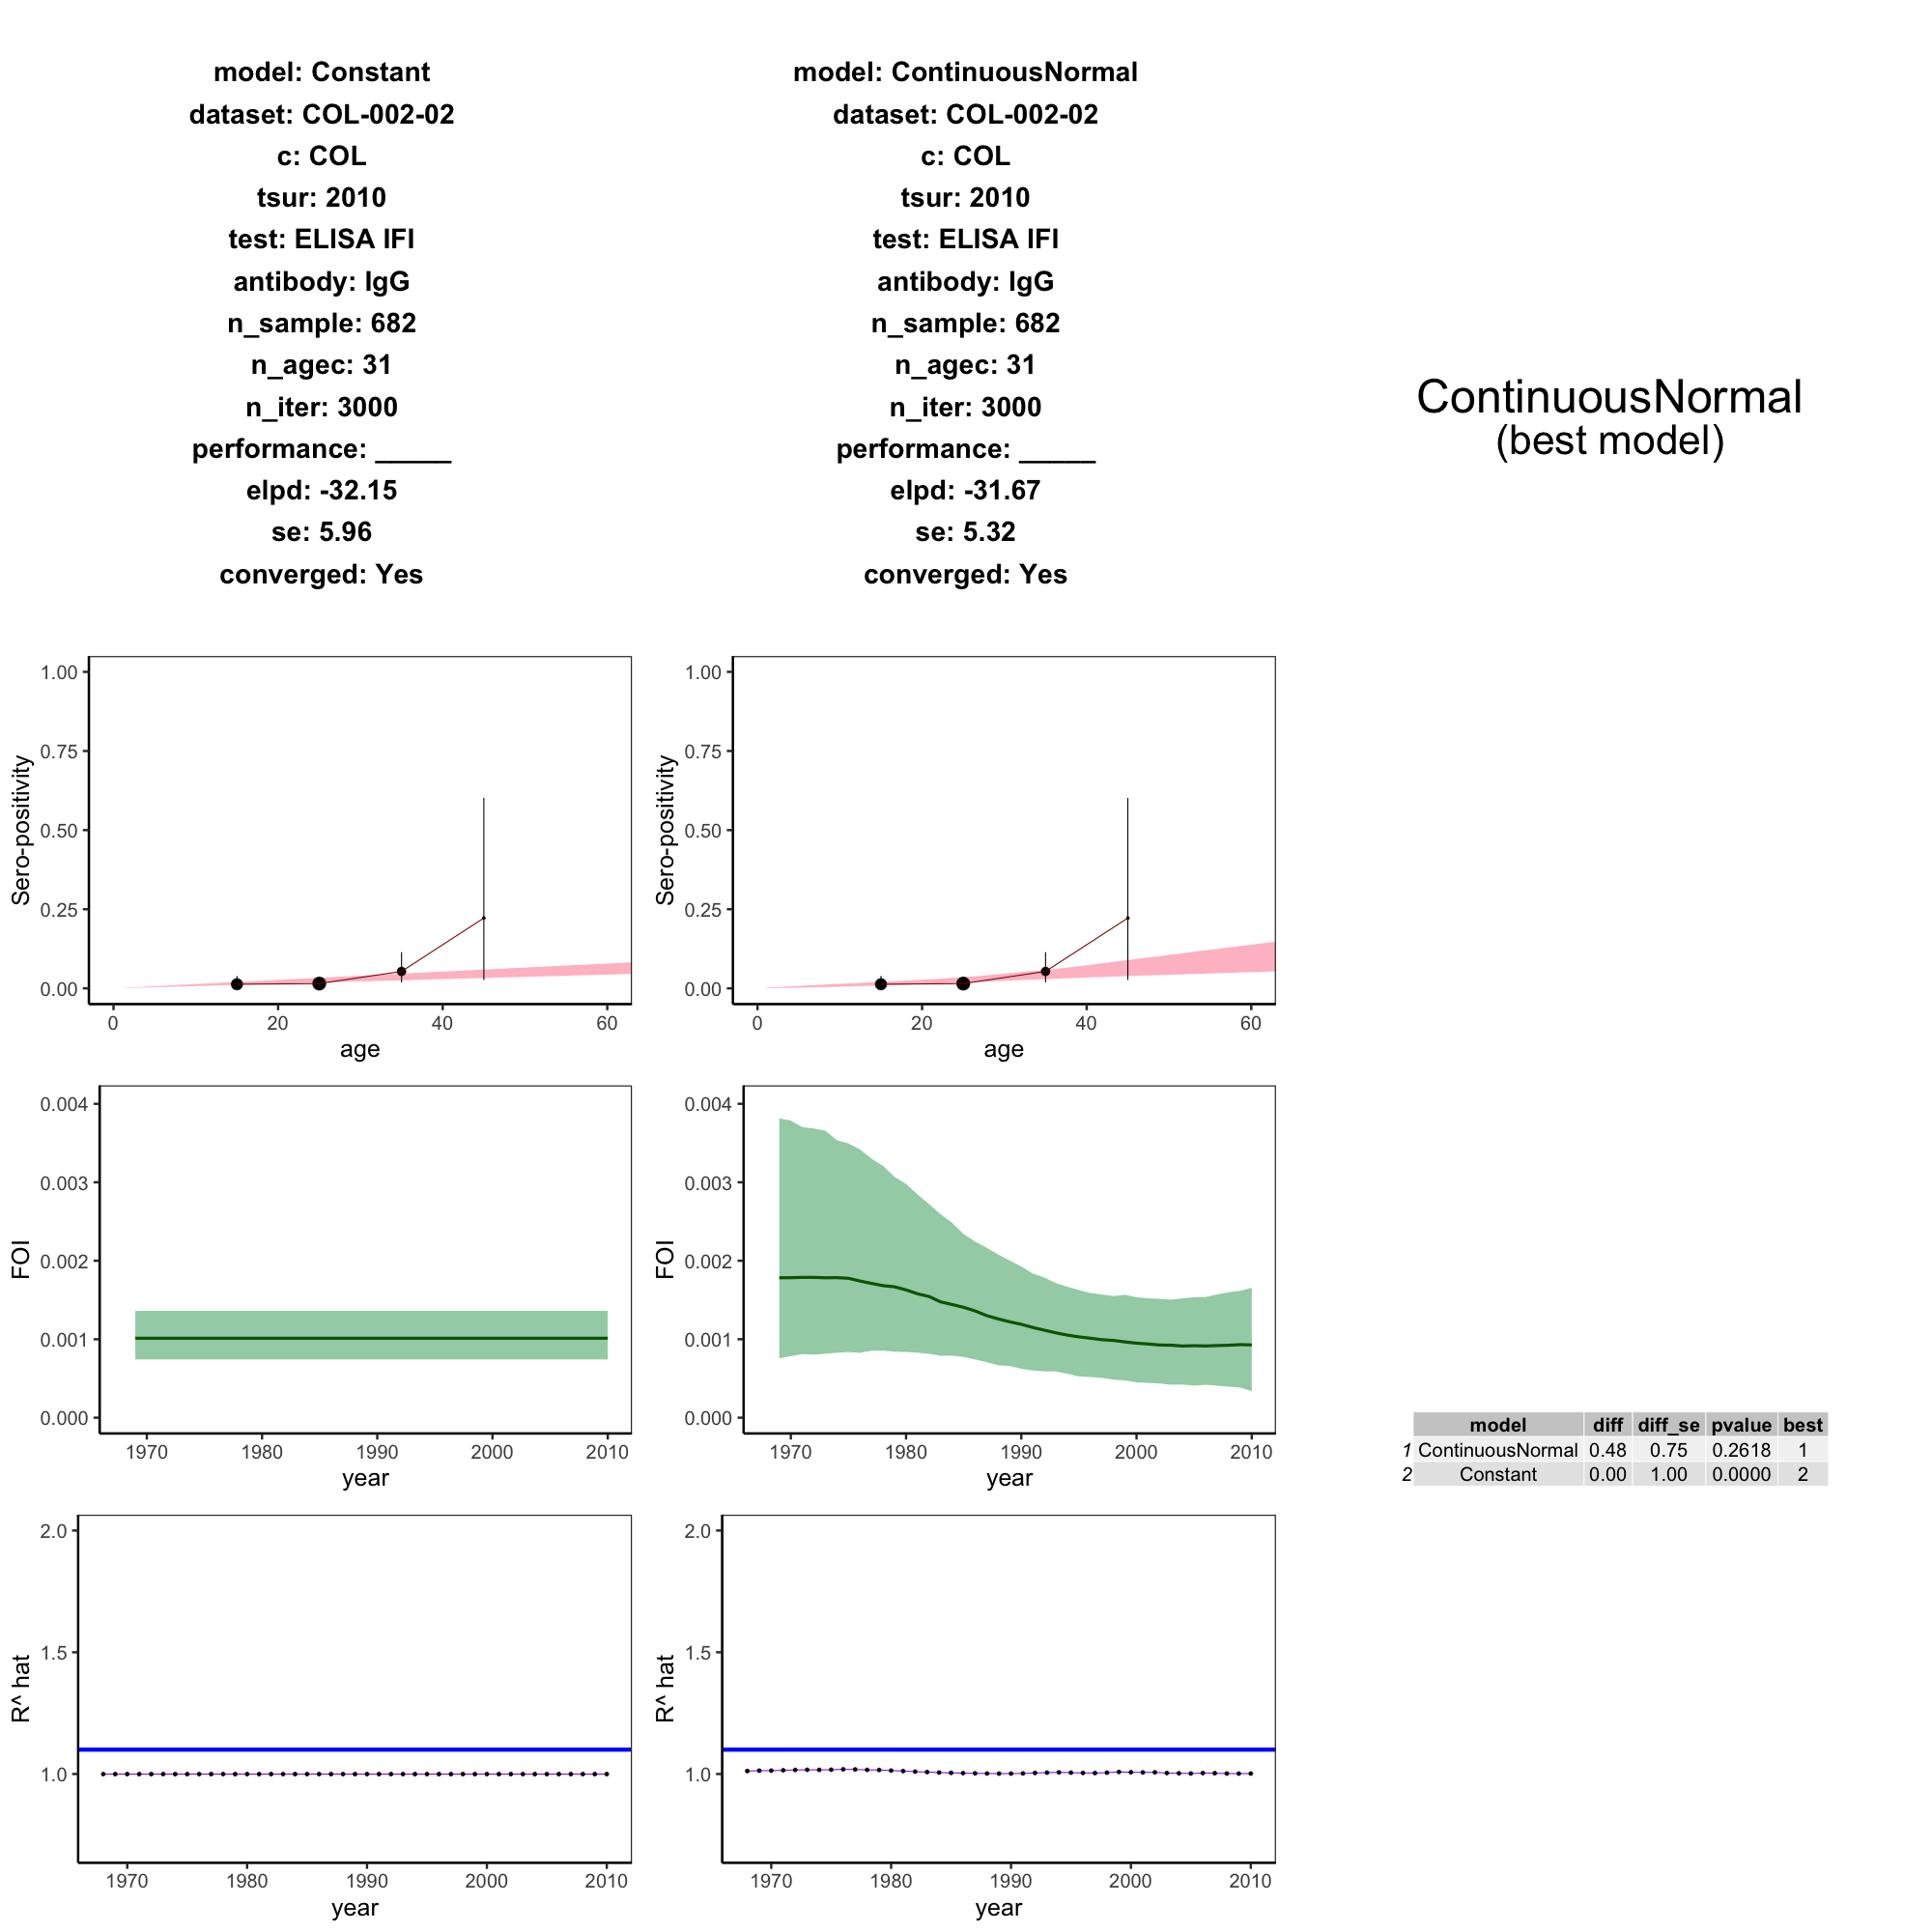 model: Constant
dataset: COL-002-02
c: COL
tsur: 2010
test: ELISA IFI
antibody: IgG
n_sample: 682
n_agec: 31
n_iter: 3000
performance: _____
elpd: -32.15
se: 5.96
converged: Yes
model: ContinuousNormal
dataset: COL-002-02
c: COL
tsur: 2010
test: ELISA IFI
antibody: IgG
n_sample: 682
n_agec: 31
n_iter: 3000
performance: _____
elpd: -31.67
se: 5.32
converged: Yes
ContinuousNormal
(best model)
Sero-positivity
1.00
0.75
0.50
0.25
0.00
0 20 40 60
age
Sero-positivity
1.00
0.75
0.50
0.25
0.00
0 20 40 60
age
FOI
0.004
0.003
0.002
0.001
0.000
1970 1980 1990 2000 2010
year
FOI
0.004
0.003
0.002
0.001
0.000
1970 1980 1990 2000 2010
year
model diff diff_se pvalue best
1 ContinuousNormal 0.48 0.75 0.2618 1
2 Constant 0.00 1.00 0.0000 2
R^ hat
2.0
1.5
1.0
1970 1980 1990 2000 2010
year
R^ hat
2.0
1.5
1.0
1970 1980 1990 2000 2010
year